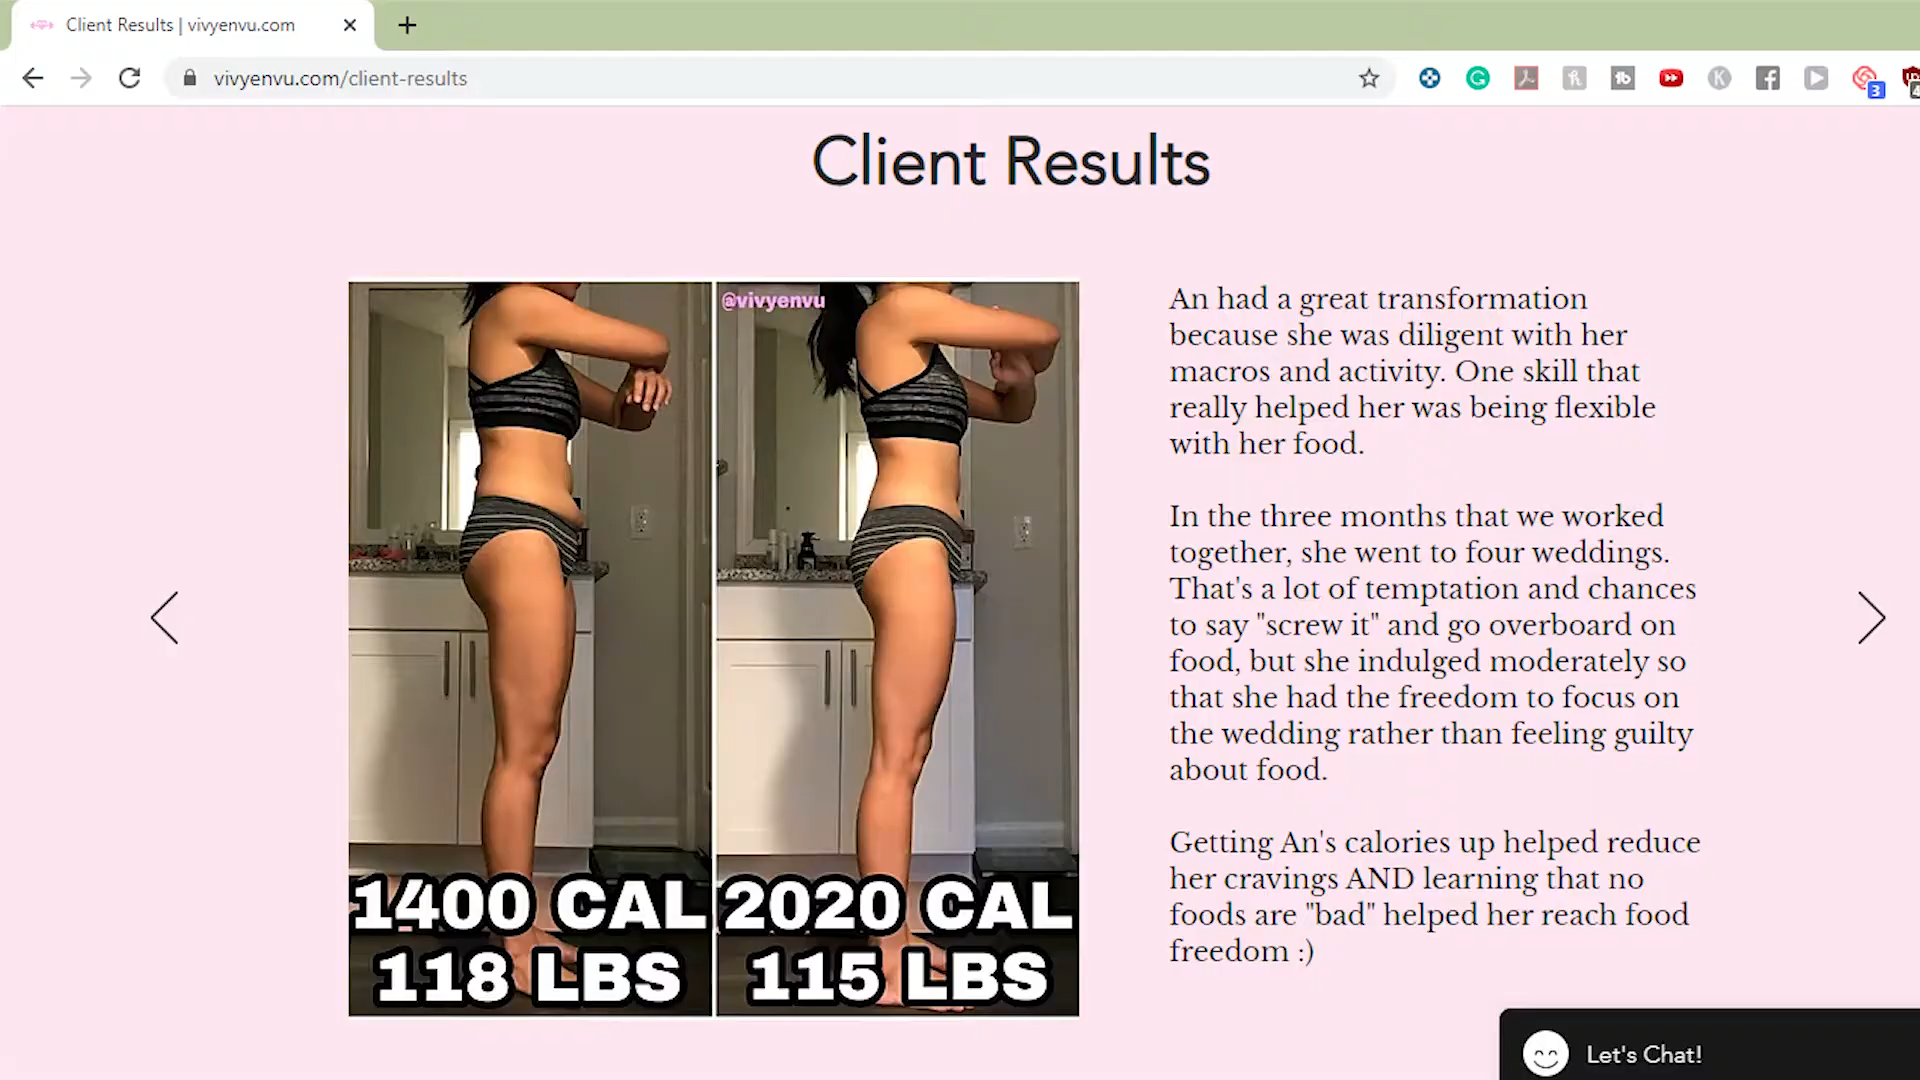 Client Results | vivyenvu.com
vivyenvu.com/client-results
3
Client Results
@vivyenvu
1400 CAL
118 LBS
2020 CAL
115 LBS
An had a great transformation
because she was diligent with her
macros and activity. One skill that
really helped her was being flexible
with her food.
In the three months that we worked
together, she went to four weddings.
That's a lot of temptation and chances
to say "screw it" and go overboard on
food, but she indulged moderately so
that she had the freedom to focus on
the wedding rather than feeling guilty
about food.
Getting An's calories up helped reduce
her cravings AND learning that no
foods are "bad" helped her reach food
freedom :)
Let's Chat!